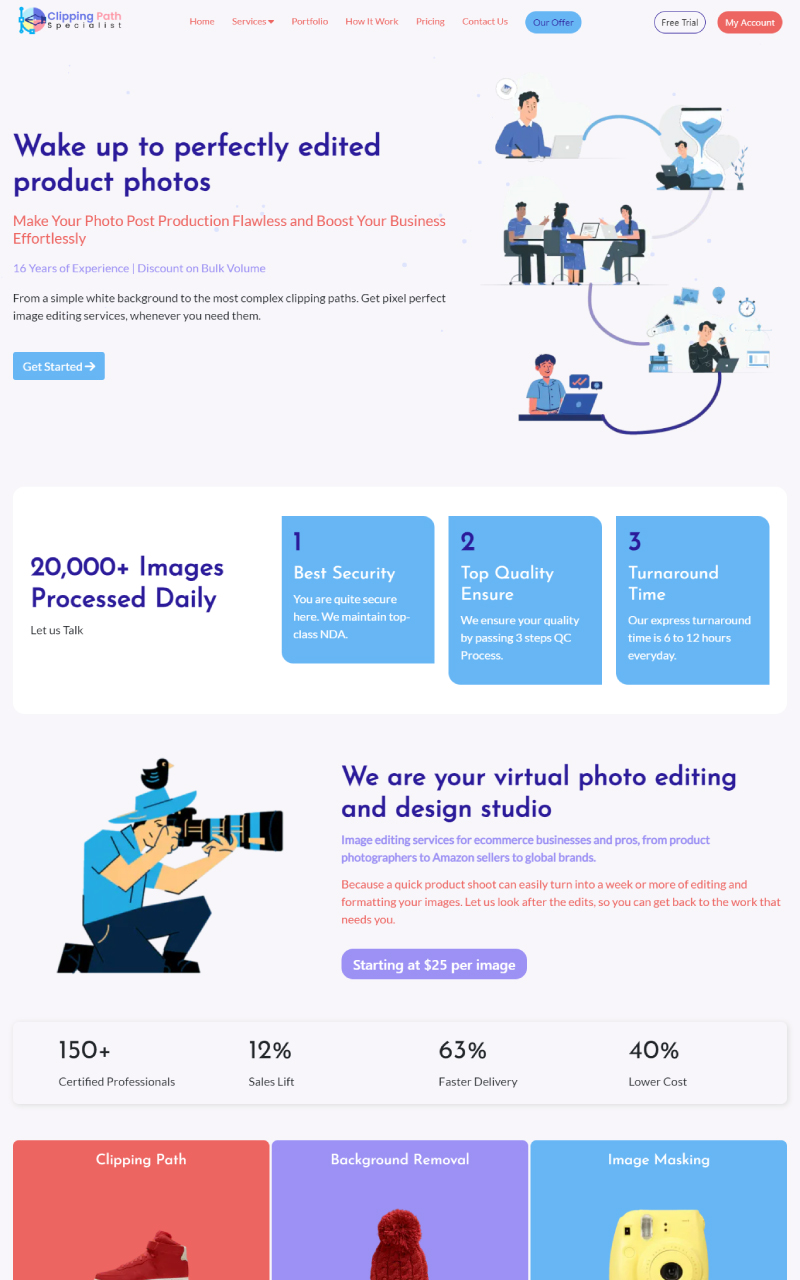 Clipping Path
Specialist
Home
Services
Portfolio
How It Work
Pricing
Contact Us
Our Offer
Free Trial
My Account
Wake up to perfectly edited
product photos
Make Your Photo Post Production Flawless and Boost Your Business
Effortlessly
16 Years of Experience | Discount on Bulk Volume
From a simple white background to the most complex clipping paths. Get pixel perfect
image editing services, whenever you need them.
Get Started
20,000+ Images
Processed Daily
Let us Talk
1
Best Security
You are quite secure
here. We maintain top-
class NDA.
2
Top Quality
Ensure
We ensure your quality
by passing 3 steps QC
Process.
3
Turnaround
Time
Our express turnaround
time is 6 to 12 hours
everyday.
We are your virtual photo editing
and design studio
Image editing services for ecommerce businesses and pros, from product
photographers to Amazon sellers to global brands.
Because a quick product shoot can easily turn into a week or more of editing and
formatting your images. Let us look after the edits, so you can get back to the work that
needs you.
Starting at $25 per image
150+
Certified Professionals
12%
Sales Lift
63%
Faster Delivery
40%
Lower Cost
Clipping Path
Background Removal
Image Masking